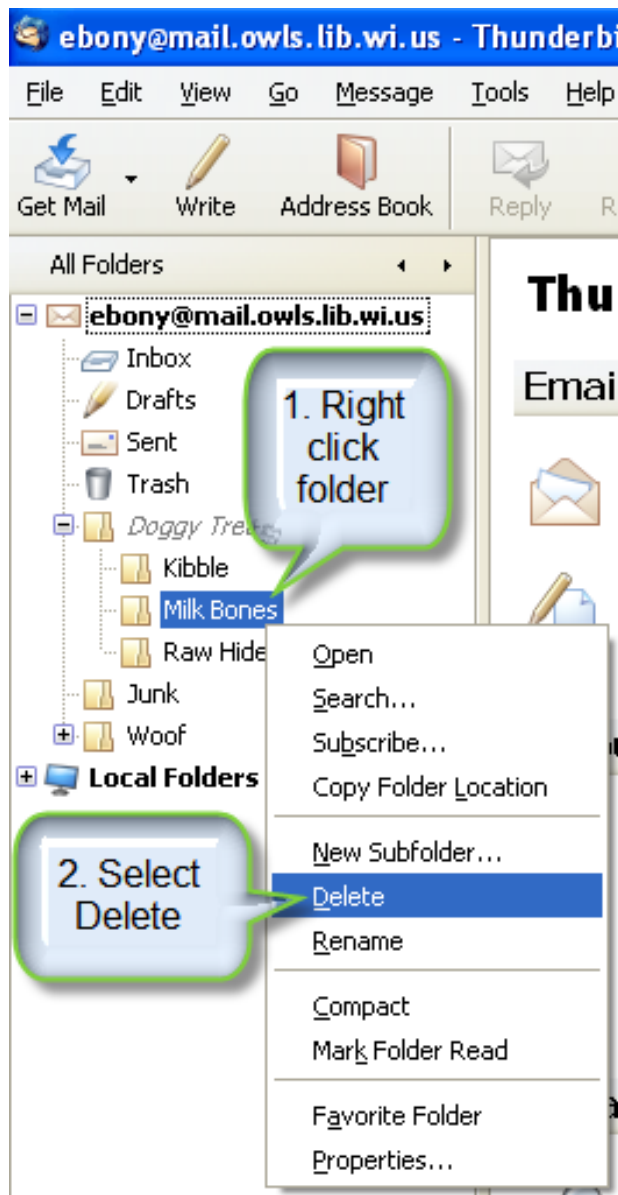 ebony@mail.owls.lib.wi.us - Thunderbi
File Edit View Go Message Tools Help
Get Mail Write Address Book Reply R
All Folders
Thu
ebony@mail.owls.lib.wi.us
Emai
Inbox
Drafts
Sent
Trash
1. Right
click
folder
Doggy Trea
Kibble
Milk Bones
Raw Hide
Junk
Woof
Local Folders
Open
Search...
Subscribe...
Copy Folder Location
New Subfolder...
Delete
Rename
Compact
Mark Folder Read
Favorite Folder
Properties...
2. Select
Delete